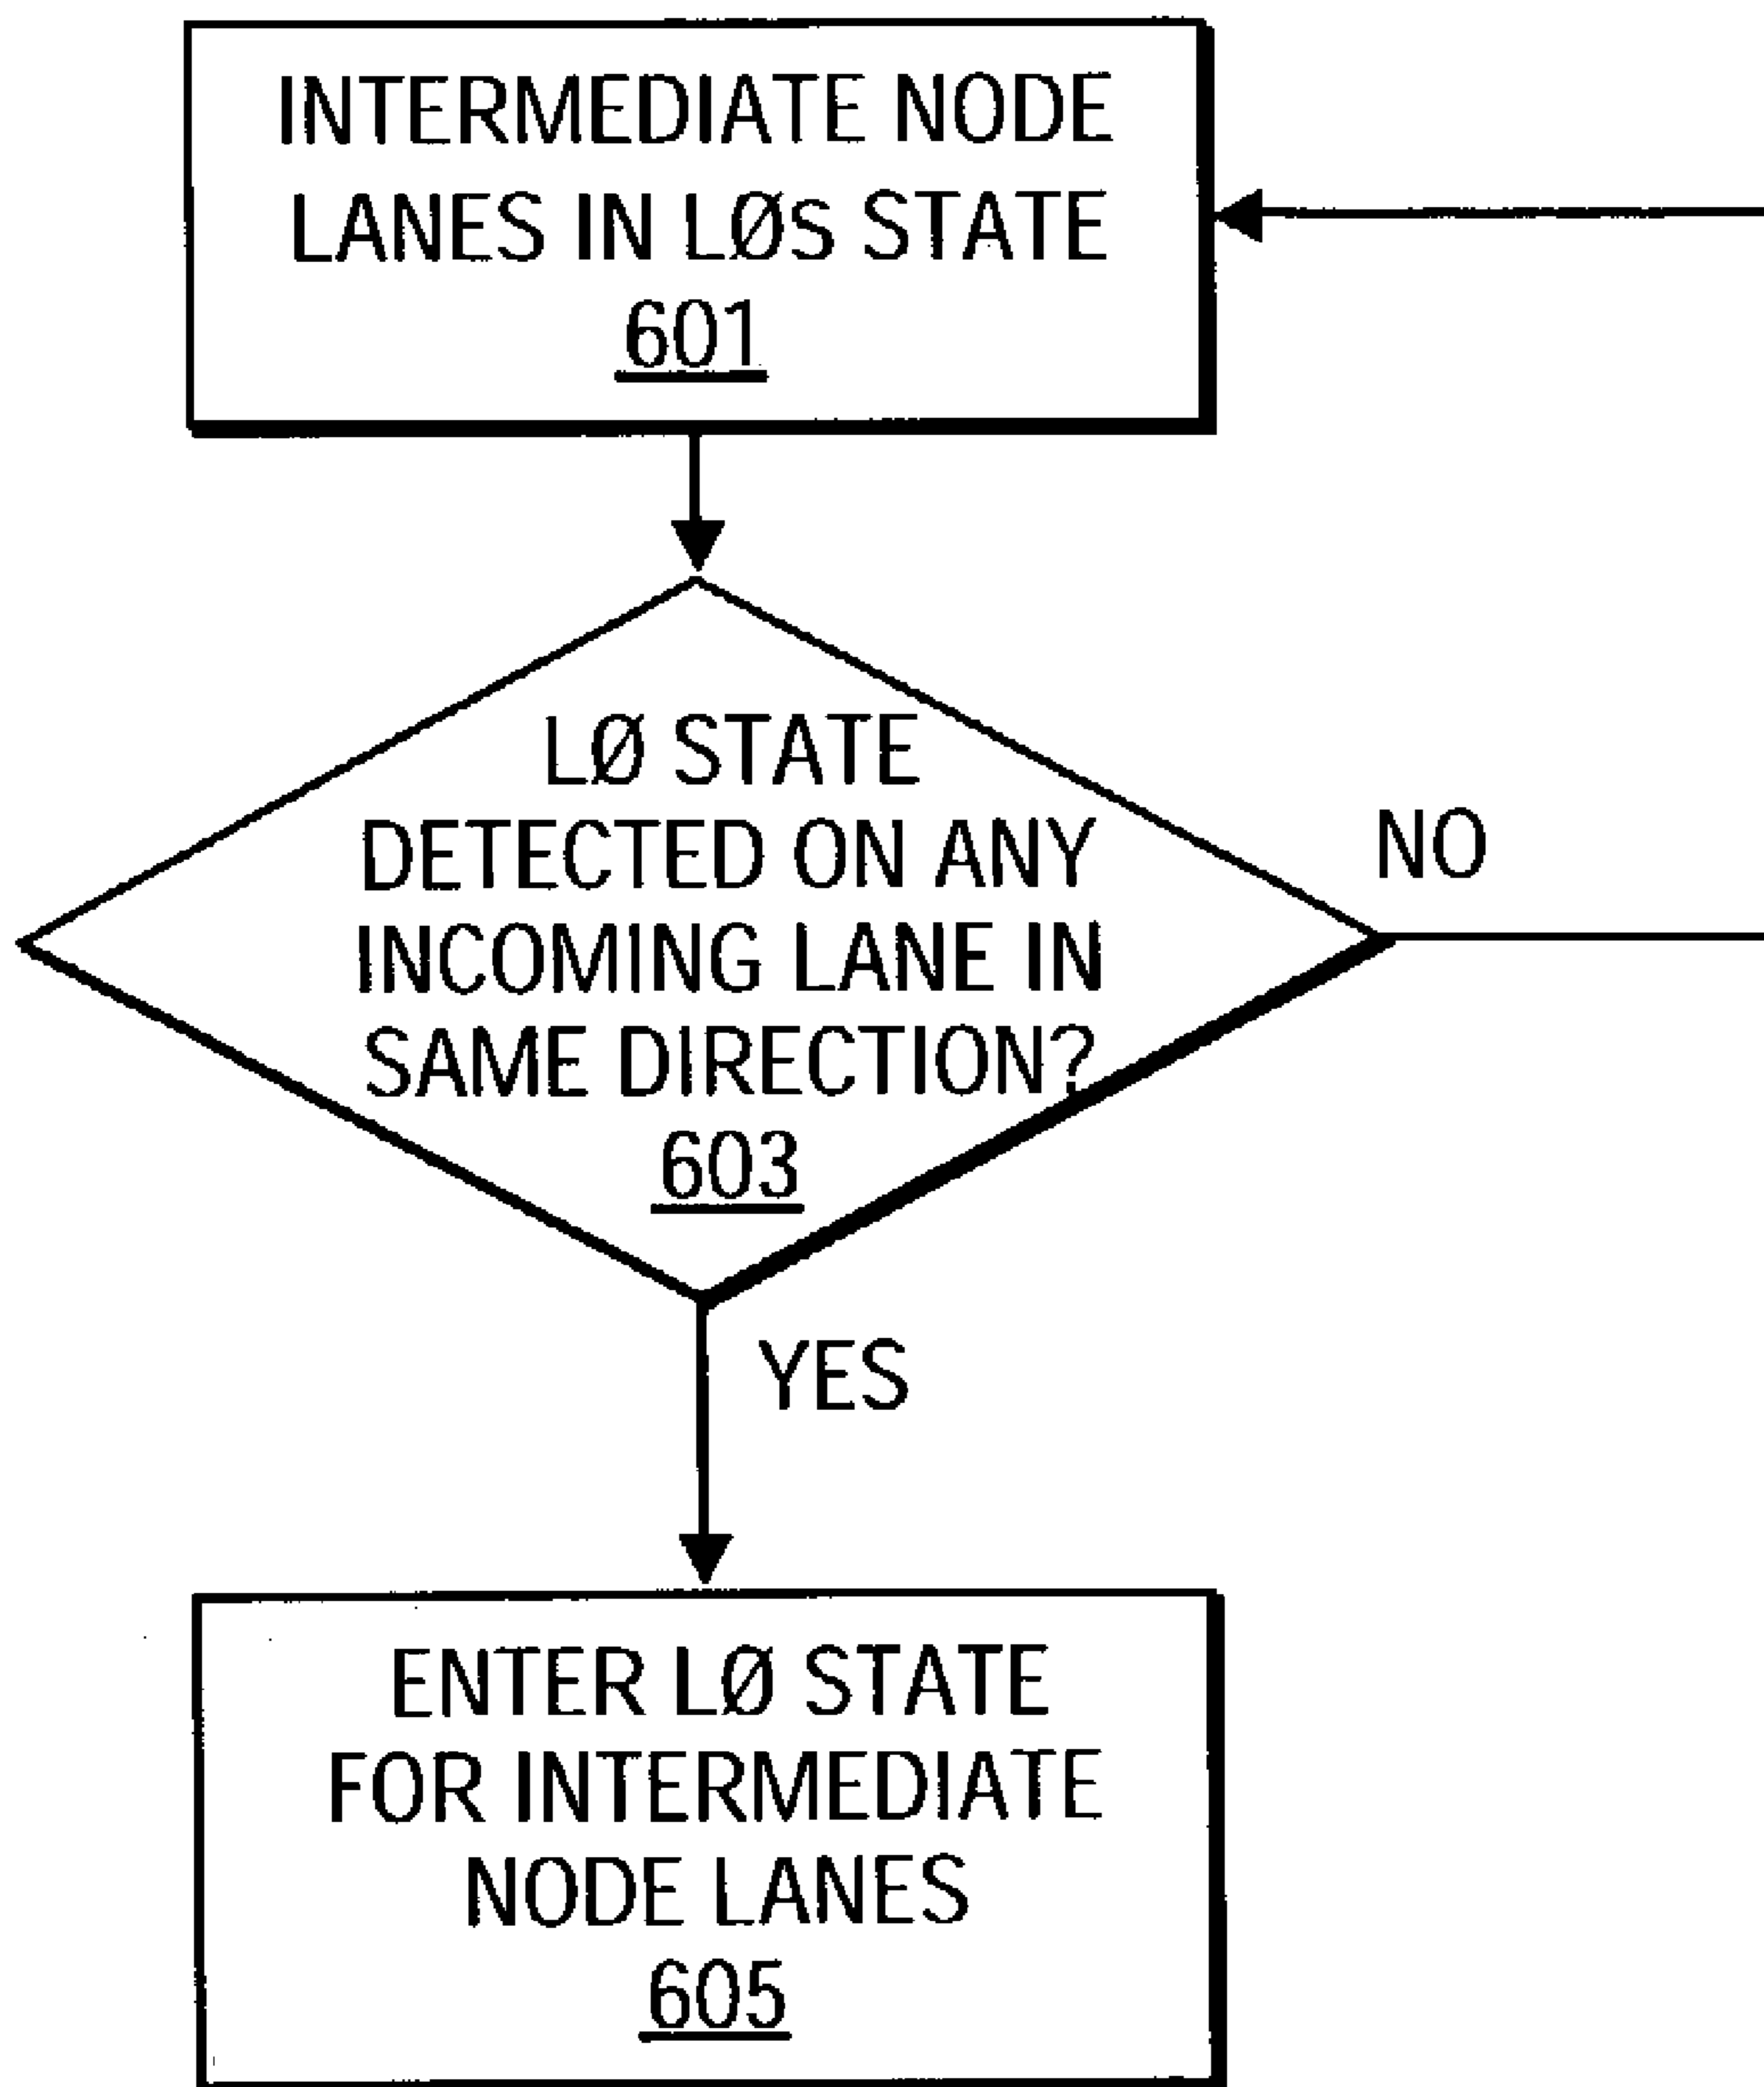 INTERMEDIATE NODE
LANES IN LØs STATE
601
LØ STATE
DETECTED ON ANY
INCOMING LANE IN
SAME DIRECTION?
603
NO
YES
ENTER LØ STATE
FOR INTERMEDIATE
NODE LANES
605